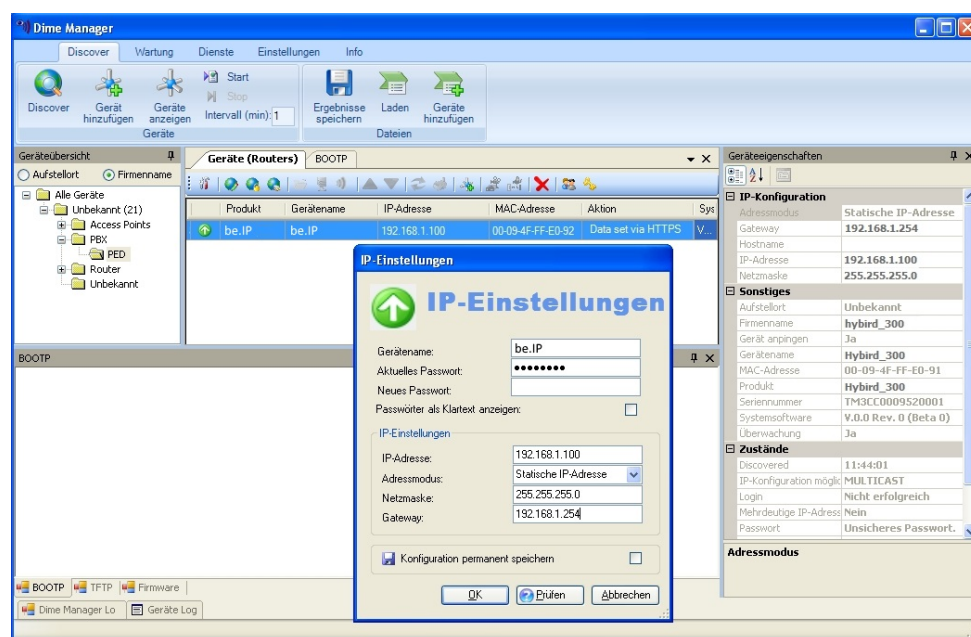 Dime Manager
Discover Wartung Dienste Einstellungen Info
Discover
Gerät hinzufügen
Geräte anzeigen
Start
Stop
Intervall (min): 1
Geräte
Ergebnisse speichern
Laden
Geräte hinzufügen
Dateien
Geräteübersicht
Aufstellort Firmenname
Alle Geräte
Unbekannt (21)
Access Points
PBX
PED
Router
Unbekannt
Geräte (Routers) BOOTP
Produkt Gerätename IP-Adresse MAC-Adresse Aktion Sys
be.IP be.IP 192.168.1.100 00-09-4F-FF-E0-92 Data set via HTTPS V...
BOOTP
IP-Einstellungen
IP-Einstellungen
Gerätename: be.IP
Aktuelles Passwort: ●●●●●●●●
Neues Passwort:
Passwörter als Klartext anzeigen:
IP-Einstellungen
IP-Adresse: 192.168.1.100
Adressmodus: Statische IP-Adresse
Netzmaske: 255.255.255.0
Gateway: 192.168.1.254
Konfiguration permanent speichern
OK Prüfen Abbrechen
Geräteeigenschaften
IP-Konfiguration
Adressmodus Statische IP-Adresse
Gateway 192.168.1.254
Hostname
IP-Adresse 192.168.1.100
Netzmaske 255.255.255.0
Sonstiges
Aufstellort Unbekannt
Firmenname hybird_300
Gerät anpingen Ja
Gerätename Hybird_300
MAC-Adresse 00-09-4F-FF-E0-91
Produkt Hybird_300
Seriennummer TM3CC0009520001
Systemsoftware V.0.0 Rev. 0 (Beta 0)
Überwachung Ja
Zustände
Discovered 11:44:01
IP-Konfiguration möglic MULTICAST
Login Nicht erfolgreich
Mehrdeutige IP-Adress Nein
Passwort Unsicheres Passwort.
Adressmodus
BOOTP TFTP Firmware
Dime Manager Lo Geräte Log